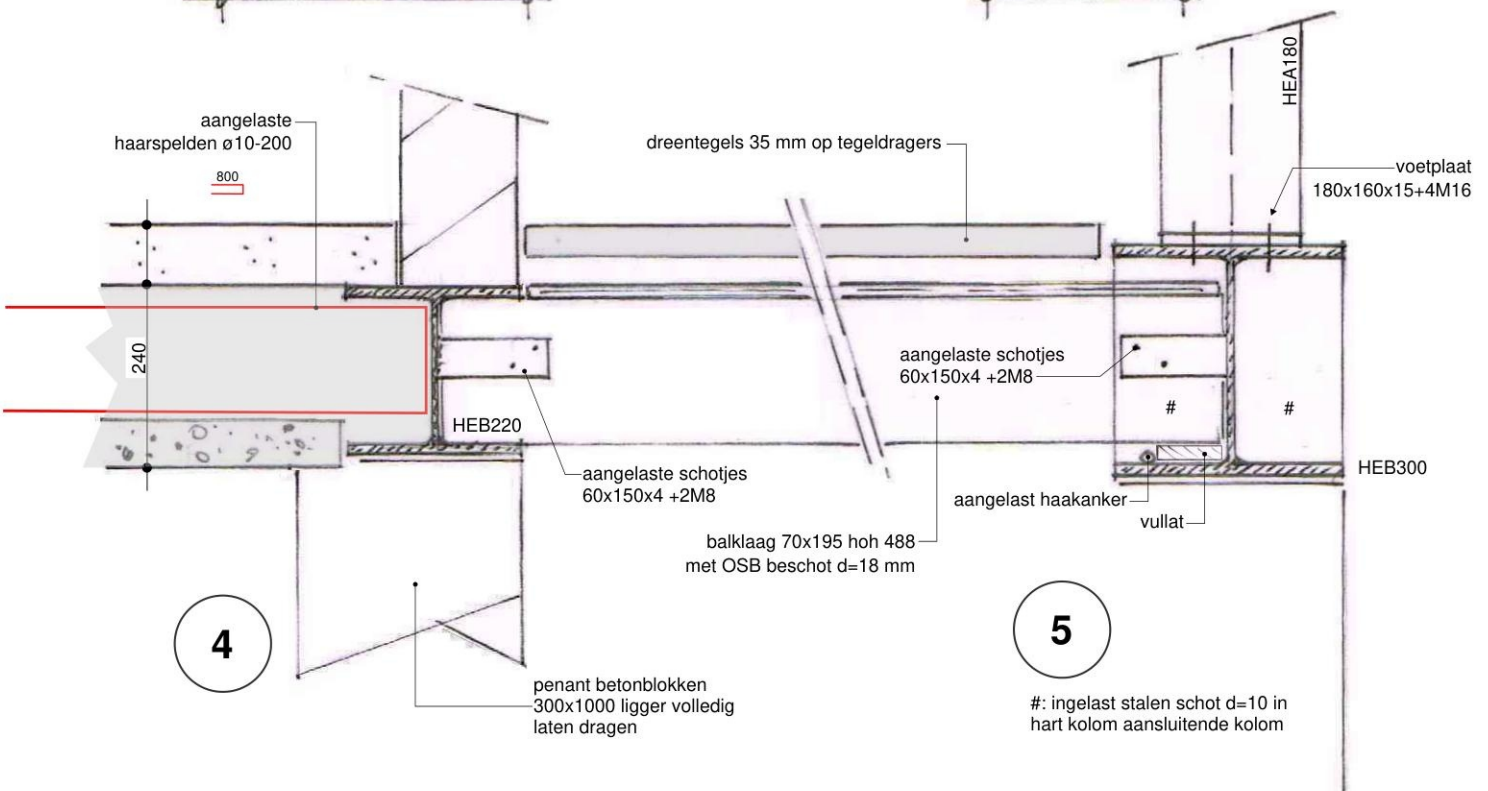 HEA180
aangelaste
haarspelden ø10-200
800
dreentegels 35 mm op tegeldragers
voetplaat
180x160x15+4M16
240
aangelaste schotjes
60x150x4 +2M8
#
#
HEB220
HEB300
aangelaste schotjes
60x150x4 +2M8
aangelast haakanker
vullat
balklaag 70x195 hoh 488
met OSB beschot d=18 mm
4
5
penant betonblokken
300x1000 ligger volledig
laten dragen
#: ingelast stalen schot d=10 in
hart kolom aansluitende kolom